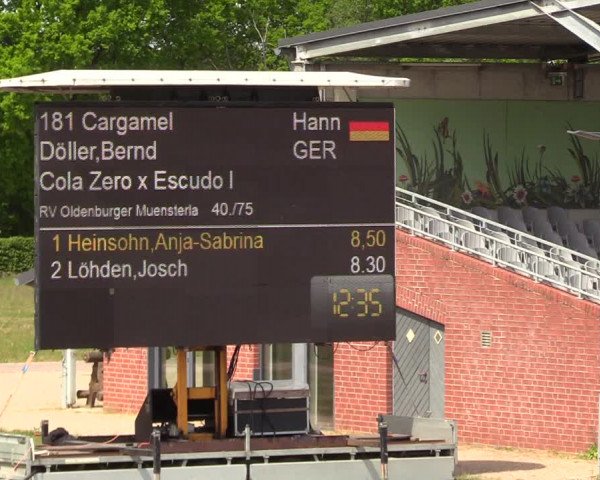 181 Cargamel Hann
Döller,Bernd GER
Cola Zero x Escudo I
RV Oldenburger Muensterla 40./75
1 Heinsohn,Anja-Sabrina 8,50
2 Löhden,Josch 8.30
12:35